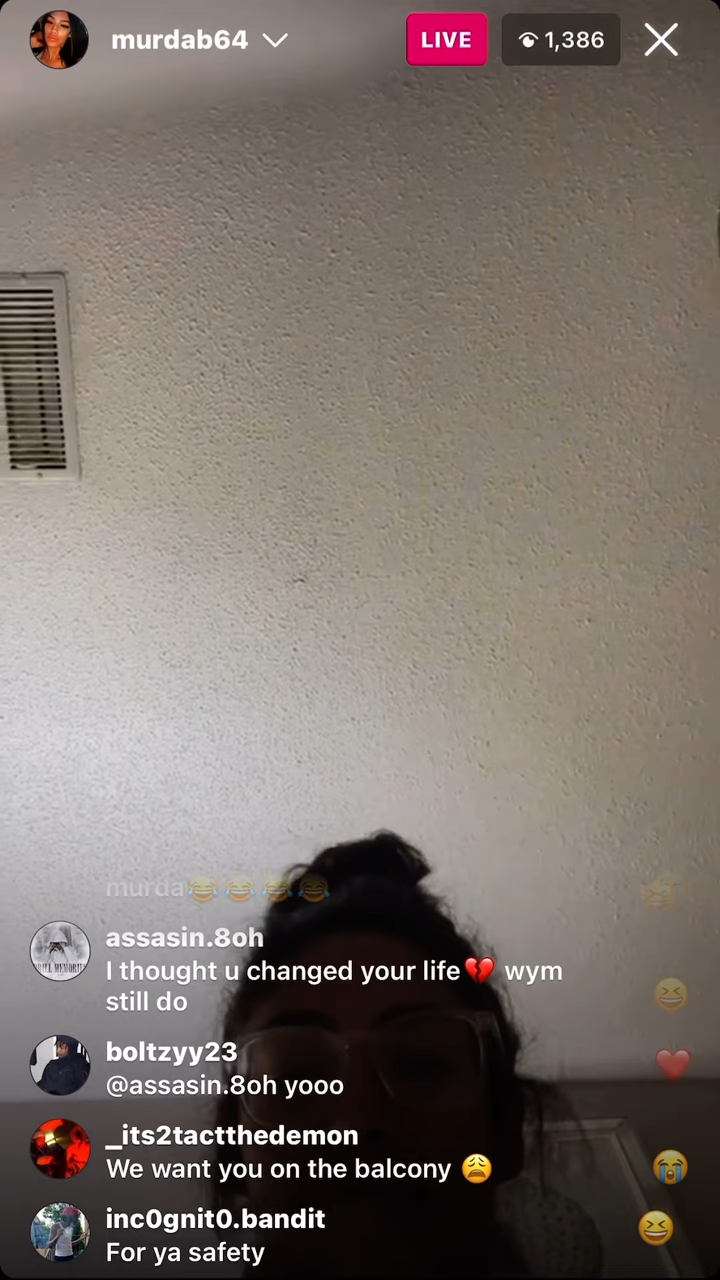 murdab64
LIVE
1,386
murda😂😂😂😂
assasin.8oh
I thought u changed your life💔 wym
still do
boltzyy23
@assasin.8oh yooo
_its2tactthedemon
We want you on the balcony 😩
inc0gnit0.bandit
For ya safety